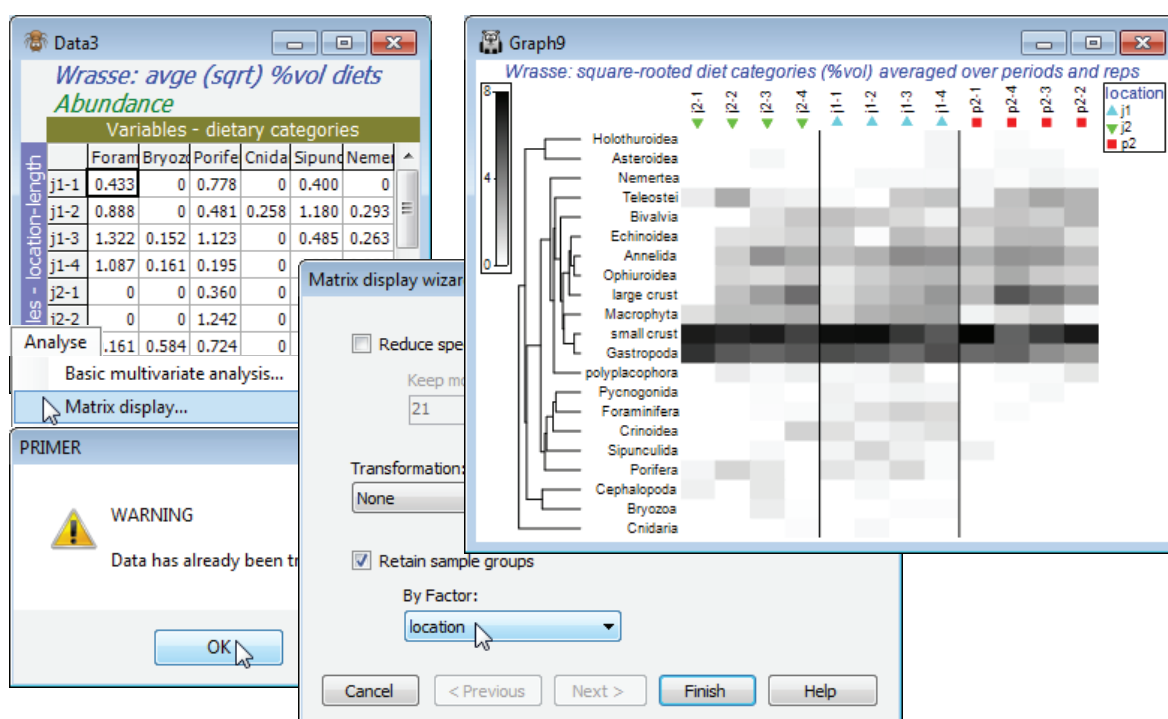 Data3
Wrasse: avge (sqrt) %vol diets
Abundance
Variables - dietary categories
Foram Bryozo Porife Cnida Sipunc Nemer
j1-1 0.433 0 0.778 0 0.400 0
j1-2 0.888 0 0.481 0.258 1.180 0.293
j1-3 1.322 0.152 1.123 0 0.485 0.263
j1-4 1.087 0.161 0.195 0
j2-1 0 0 0.360 0
j2-2 0 0 1.242 0
.161 0.584 0.724 0
les - location-length
Analyse
Basic multivariate analysis...
Matrix display...
PRIMER
WARNING
Data has already been tr
OK
Matrix display wizar
Reduce spe
Keep mo
21
Transformation:
None
Retain sample groups
By Factor:
location
Cancel
< Previous
Next >
Finish
Help
Graph9
Wrasse: square-rooted diet categories (%vol) averaged over periods and reps
8
4
0
j2-1 j2-2 j2-3 j2-4 j1-1 j1-2 j1-3 j1-4 p2-1 p2-4 p2-3 p2-2
location
j1
j2
p2
Holothuroidea
Asteroidea
Nemertea
Teleostei
Bivalvia
Echinoidea
Annelida
Ophiuroidea
large crust
Macrophyta
small crust
Gastropoda
polyplacophora
Pycnogonida
Foraminifera
Crinoidea
Sipunculida
Porifera
Cephalopoda
Bryozoa
Cnidaria